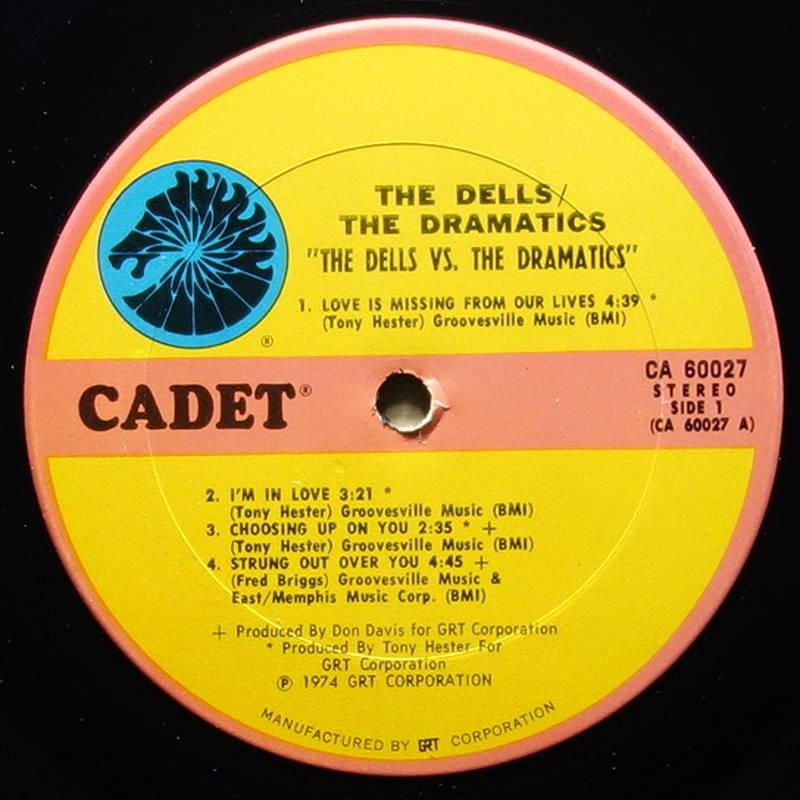 THE DELLS/
THE DRAMATICS
"THE DELLS VS. THE DRAMATICS"
1. LOVE IS MISSING FROM OUR LIVES 4:39 *
(Tony Hester) Groovesville Music (BMI)
®
CADET®
CA 60027
STEREO
SIDE 1
(CA 60027 A)
2. I'M IN LOVE 3:21 *
(Tony Hester) Groovesville Music (BMI)
3. CHOOSING UP ON YOU 2:35 * +
(Tony Hester) Groovesville Music (BMI)
4. STRUNG OUT OVER YOU 4:45 +
(Fred Briggs) Groovesville Music &
East/Memphis Music Corp. (BMI)
+ Produced By Don Davis for GRT Corporation
* Produced By Tony Hester For
GRT Corporation
℗ 1974 GRT CORPORATION
MANUFACTURED BY GRT CORPORATION